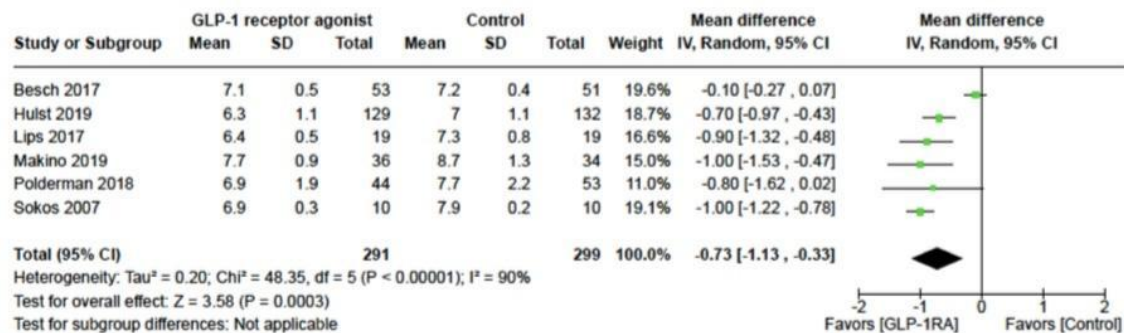 GLP-1 receptor agonist Control Mean difference Mean difference
Study or Subgroup Mean SD Total Mean SD Total Weight IV, Random, 95% CI IV, Random, 95% CI
Besch 2017 7.1 0.5 53 7.2 0.4 51 19.6% -0.10 [-0.27 , 0.07]
Hulst 2019 6.3 1.1 129 7 1.1 132 18.7% -0.70 [-0.97 , -0.43]
Lips 2017 6.4 0.5 19 7.3 0.8 19 16.6% -0.90 [-1.32 , -0.48]
Makino 2019 7.7 0.9 36 8.7 1.3 34 15.0% -1.00 [-1.53 , -0.47]
Polderman 2018 6.9 1.9 44 7.7 2.2 53 11.0% -0.80 [-1.62 , 0.02]
Sokos 2007 6.9 0.3 10 7.9 0.2 10 19.1% -1.00 [-1.22 , -0.78]
Total (95% CI) 291 299 100.0% -0.73 [-1.13 , -0.33]
Heterogeneity: Tau² = 0.20; Chi² = 48.35, df = 5 (P < 0.00001); I² = 90%
Test for overall effect: Z = 3.58 (P = 0.0003)
Test for subgroup differences: Not applicable
-2 -1 0 1 2
Favors [GLP-1RA] Favors [Control]